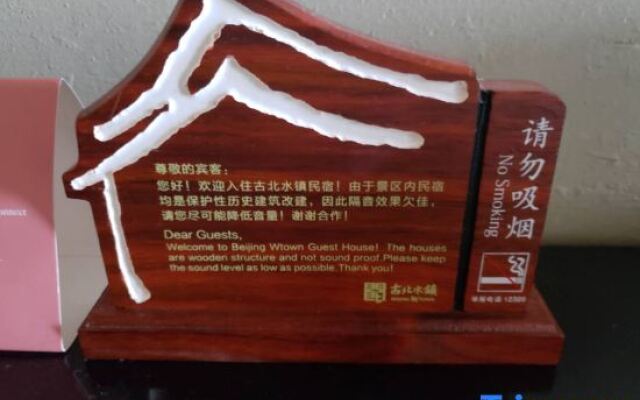 尊敬的宾客：
您好！欢迎入住古北水镇民宿！由于景区内民宿
均是保护性历史建筑改建，因此隔音效果欠佳，
请您尽可能降低音量！谢谢合作！
Dear Guests,
Welcome to Beijing Wtown Guest House! The houses
are wooden structure and not sound proof.Please keep
the sound level as low as possible.Thank you!
古北水镇
请勿吸烟
No Smoking
12320